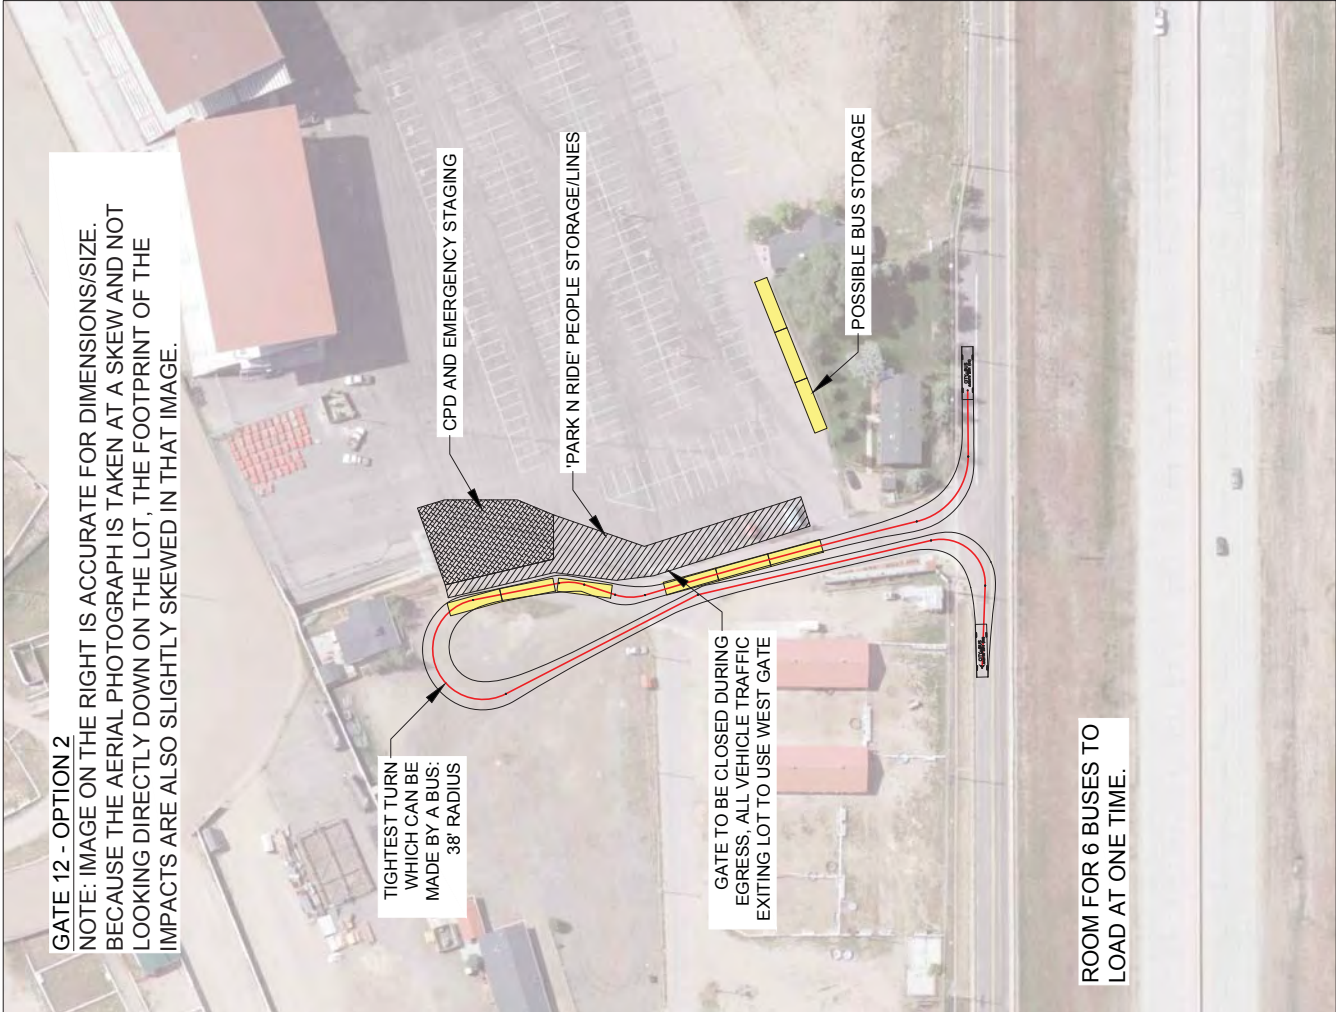 GATE 12 - OPTION 2
NOTE: IMAGE ON THE RIGHT IS ACCURATE FOR DIMENSIONS/SIZE.
BECAUSE THE AERIAL PHOTOGRAPH IS TAKEN AT A SKEW AND NOT
LOOKING DIRECTLY DOWN ON THE LOT, THE FOOTPRINT OF THE
IMPACTS ARE ALSO SLIGHTLY SKEWED IN THAT IMAGE.
TIGHTEST TURN
WHICH CAN BE
MADE BY A BUS:
38' RADIUS
CPD AND EMERGENCY STAGING
'PARK N RIDE' PEOPLE STORAGE/LINES
GATE TO BE CLOSED DURING
EGRESS, ALL VEHICLE TRAFFIC
EXITING LOT TO USE WEST GATE
POSSIBLE BUS STORAGE
ROOM FOR 6 BUSES TO
LOAD AT ONE TIME.